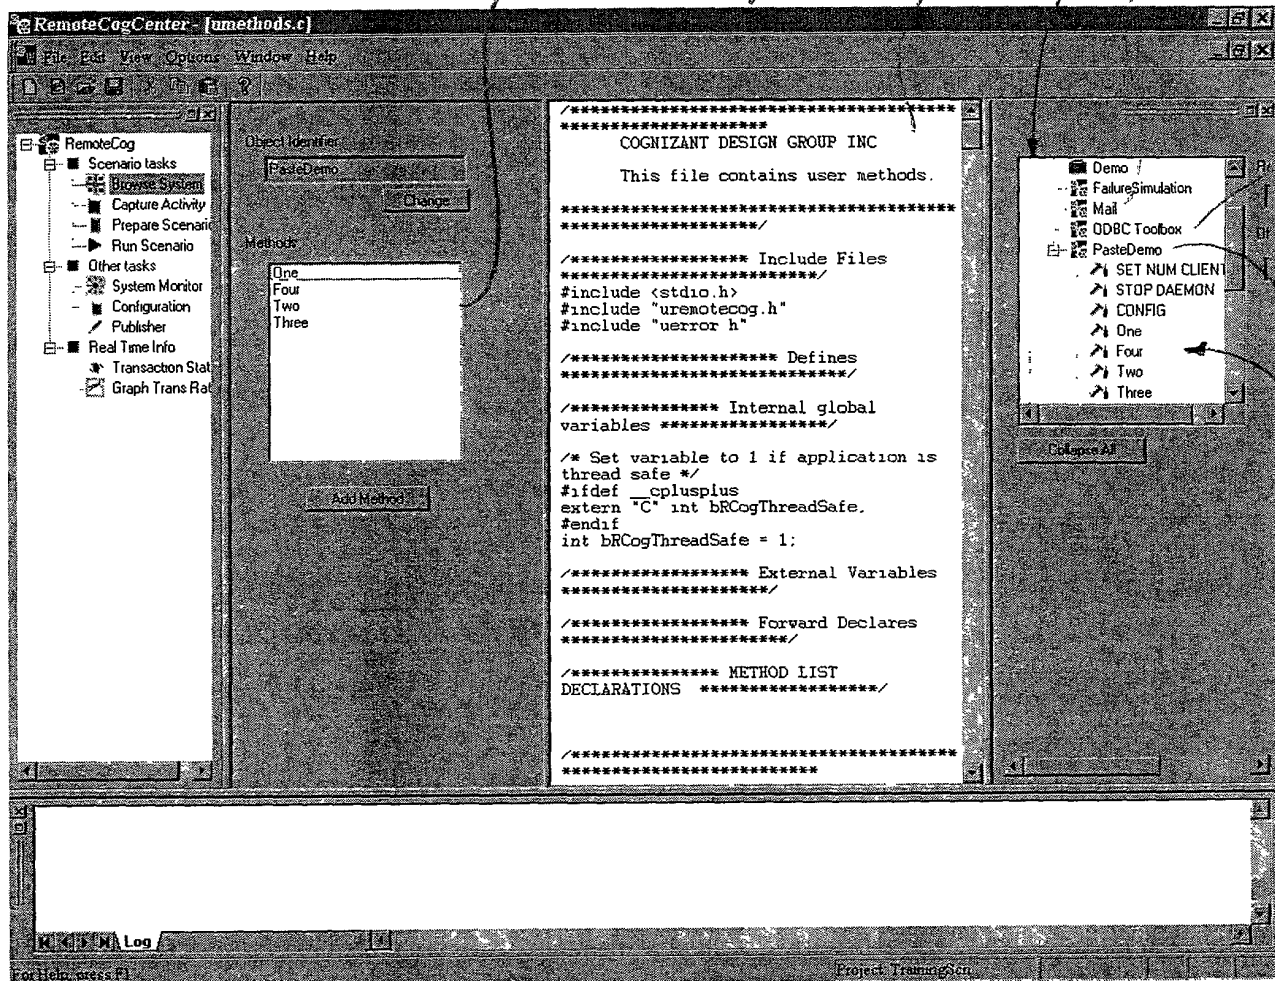 RemoteCogCenter - [umethods.c]
File Edit View Options Window Help
RemoteCog
Scenario tasks
Browse System
Capture Activity
Prepare Scenario
Run Scenario
Other tasks
System Monitor
Configuration
Publisher
Real Time Info
Transaction Stat
Graph Trans Rat
Object Identifier
PasteDemo
Change
Methods
One
Four
Two
Three
Add Method
/***************************************
*********************
COGNIZANT DESIGN GROUP INC
This file contains user methods.
****************************************
********************/
/****************** Include Files
**************************/
#include <stdio.h>
#include "uremotecog.h"
#include "uerror h"
/********************* Defines
*****************************/
/*************** Internal global
variables *****************/
/* Set variable to 1 if application is
thread safe */
#ifdef __cplusplus
extern "C" int bRCogThreadSafe,
#endif
int bRCogThreadSafe = 1;
/****************** External Variables
*********************/
/****************** Forward Declares
***********************/
/*************** METHOD LIST
DECLARATIONS ******************/
/***************************************
**************************
Demo
FailureSimulation
Mail
ODBC Toolbox
PasteDemo
SET NUM CLIENT
STOP DAEMON
CONFIG
One
Four
Two
Three
Collapse All
Log
For Help, press F1
Project: TrainingScn